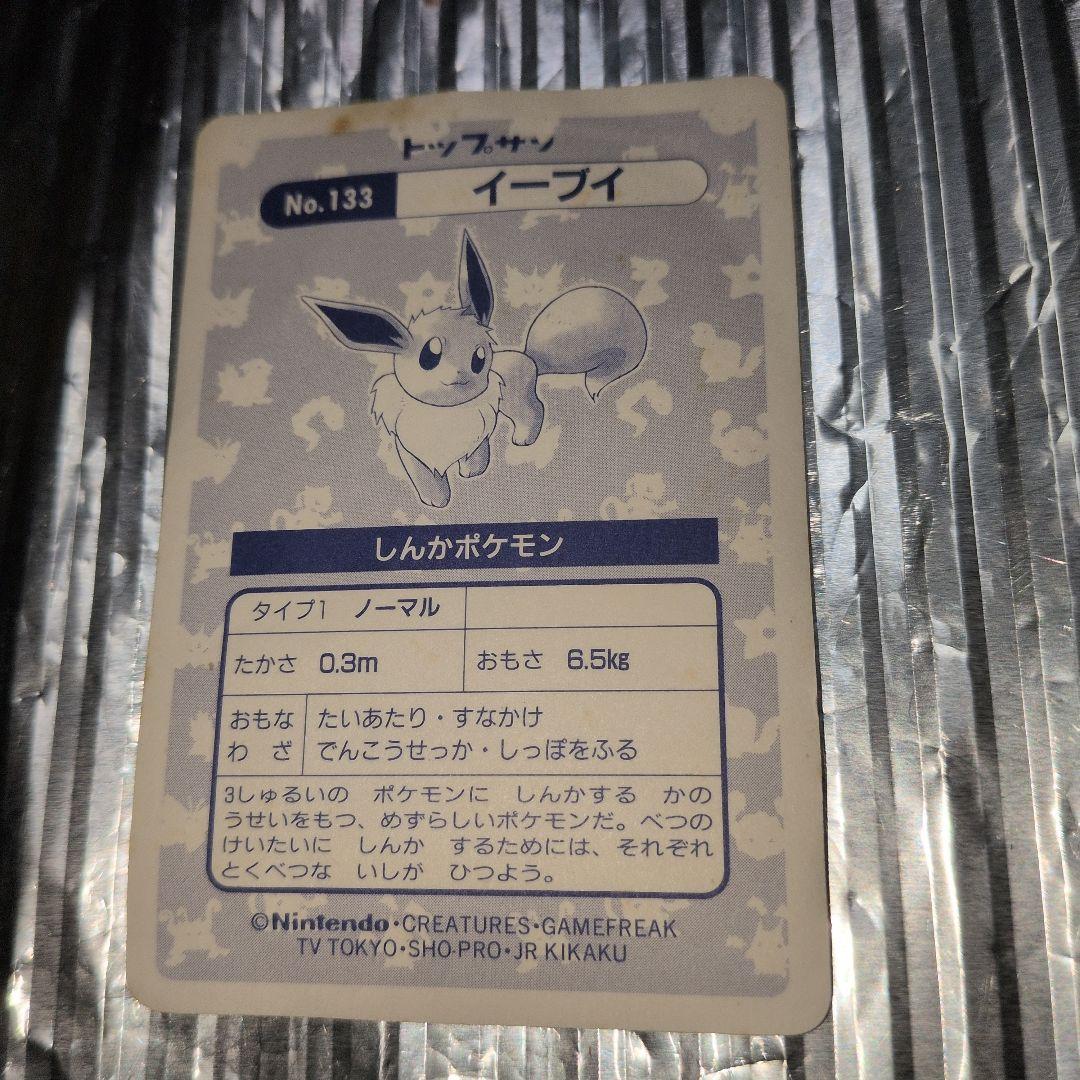 トップサン
No.133 イーブイ
しんかポケモン
タイプ1 ノーマル
たかさ 0.3m おもさ 6.5kg
おもな たいあたり・すなかけ
わ ざ でんこうせっか・しっぽをふる
3しゅるいの ポケモンに しんかする かの
うせいをもつ、めずらしいポケモンだ。べつの
けいたいに しんか するためには、それぞれ
とくべつな いしが ひつよう。
©Nintendo・CREATURES・GAMEFREAK
TV TOKYO・SHO-PRO・JR KIKAKU